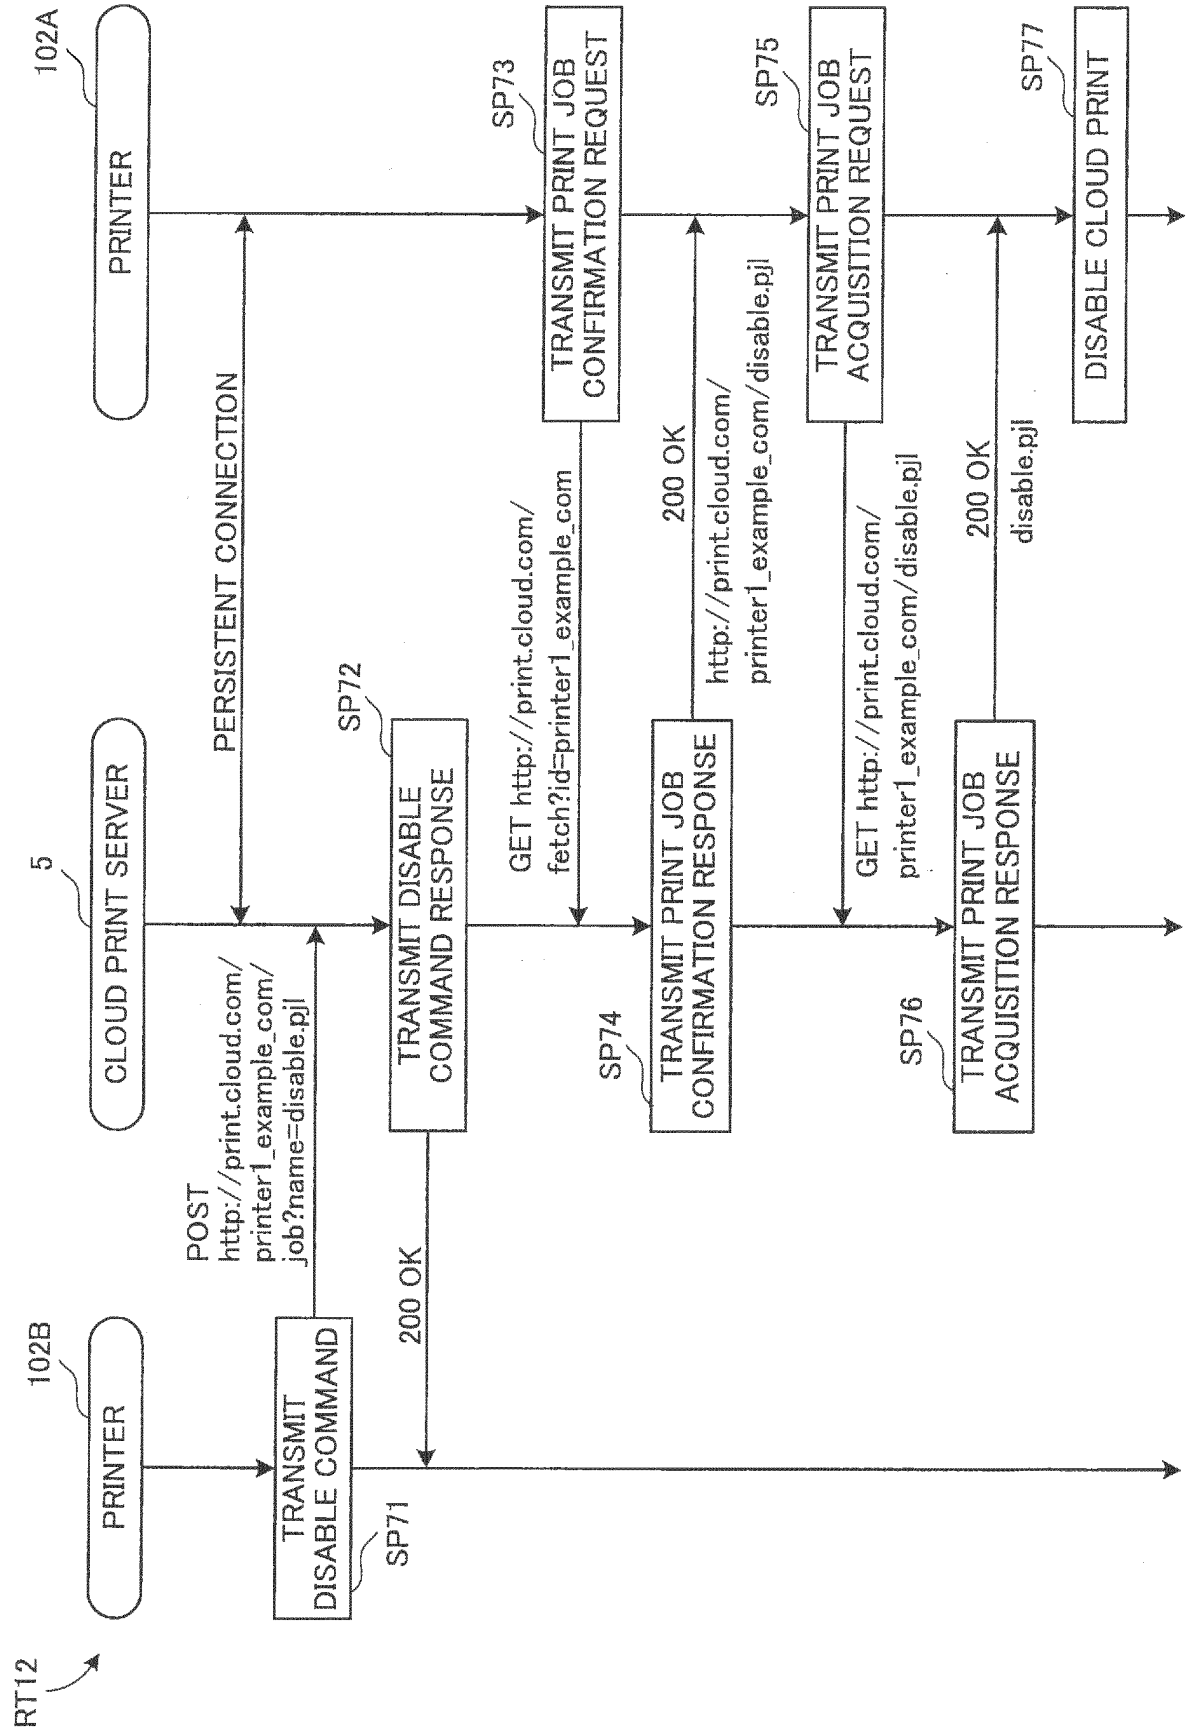 RT12
PRINTER
102B
CLOUD PRINT SERVER
5
PRINTER
102A
PERSISTENT CONNECTION
POST
http://print.cloud.com/
printer1_example_com/
job?name=disable.pjl
TRANSMIT
DISABLE COMMAND
SP71
TRANSMIT DISABLE
COMMAND RESPONSE
SP72
200 OK
TRANSMIT PRINT JOB
CONFIRMATION REQUEST
SP73
GET http://print.cloud.com/
fetch?id=printer1_example_com
TRANSMIT PRINT JOB
CONFIRMATION RESPONSE
SP74
200 OK
http://print.cloud.com/
printer1_example_com/disable.pjl
TRANSMIT PRINT JOB
ACQUISITION REQUEST
SP75
GET http://print.cloud.com/
printer1_example_com/disable.pjl
TRANSMIT PRINT JOB
ACQUISITION RESPONSE
SP76
200 OK
disable.pjl
DISABLE CLOUD PRINT
SP77